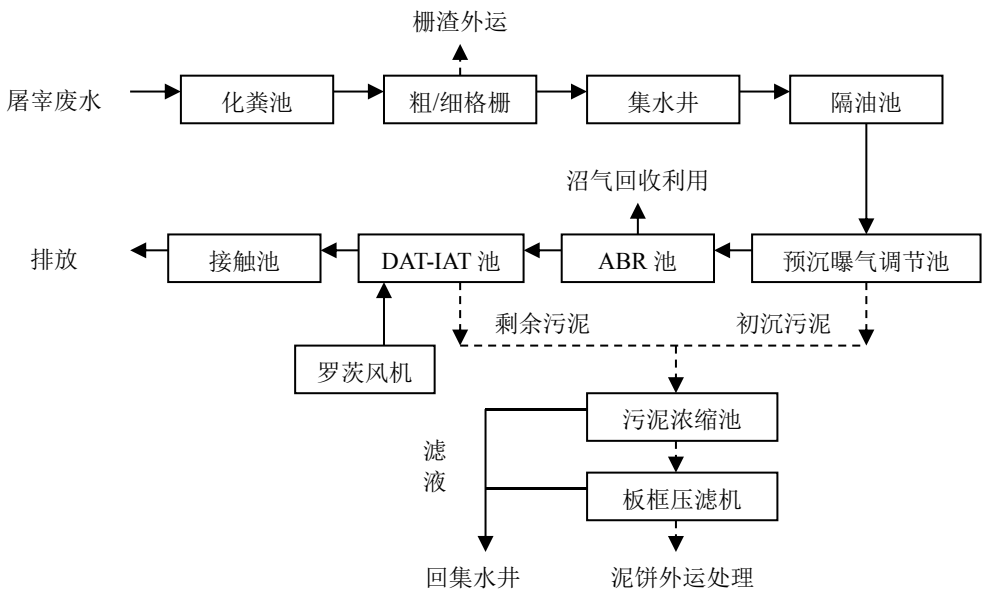 栅渣外运
屠宰废水
化粪池
粗/细格栅
集水井
隔油池
沼气回收利用
排放
接触池
DAT-IAT 池
ABR 池
预沉曝气调节池
剩余污泥
初沉污泥
罗茨风机
污泥浓缩池
滤
液
板框压滤机
回集水井
泥饼外运处理